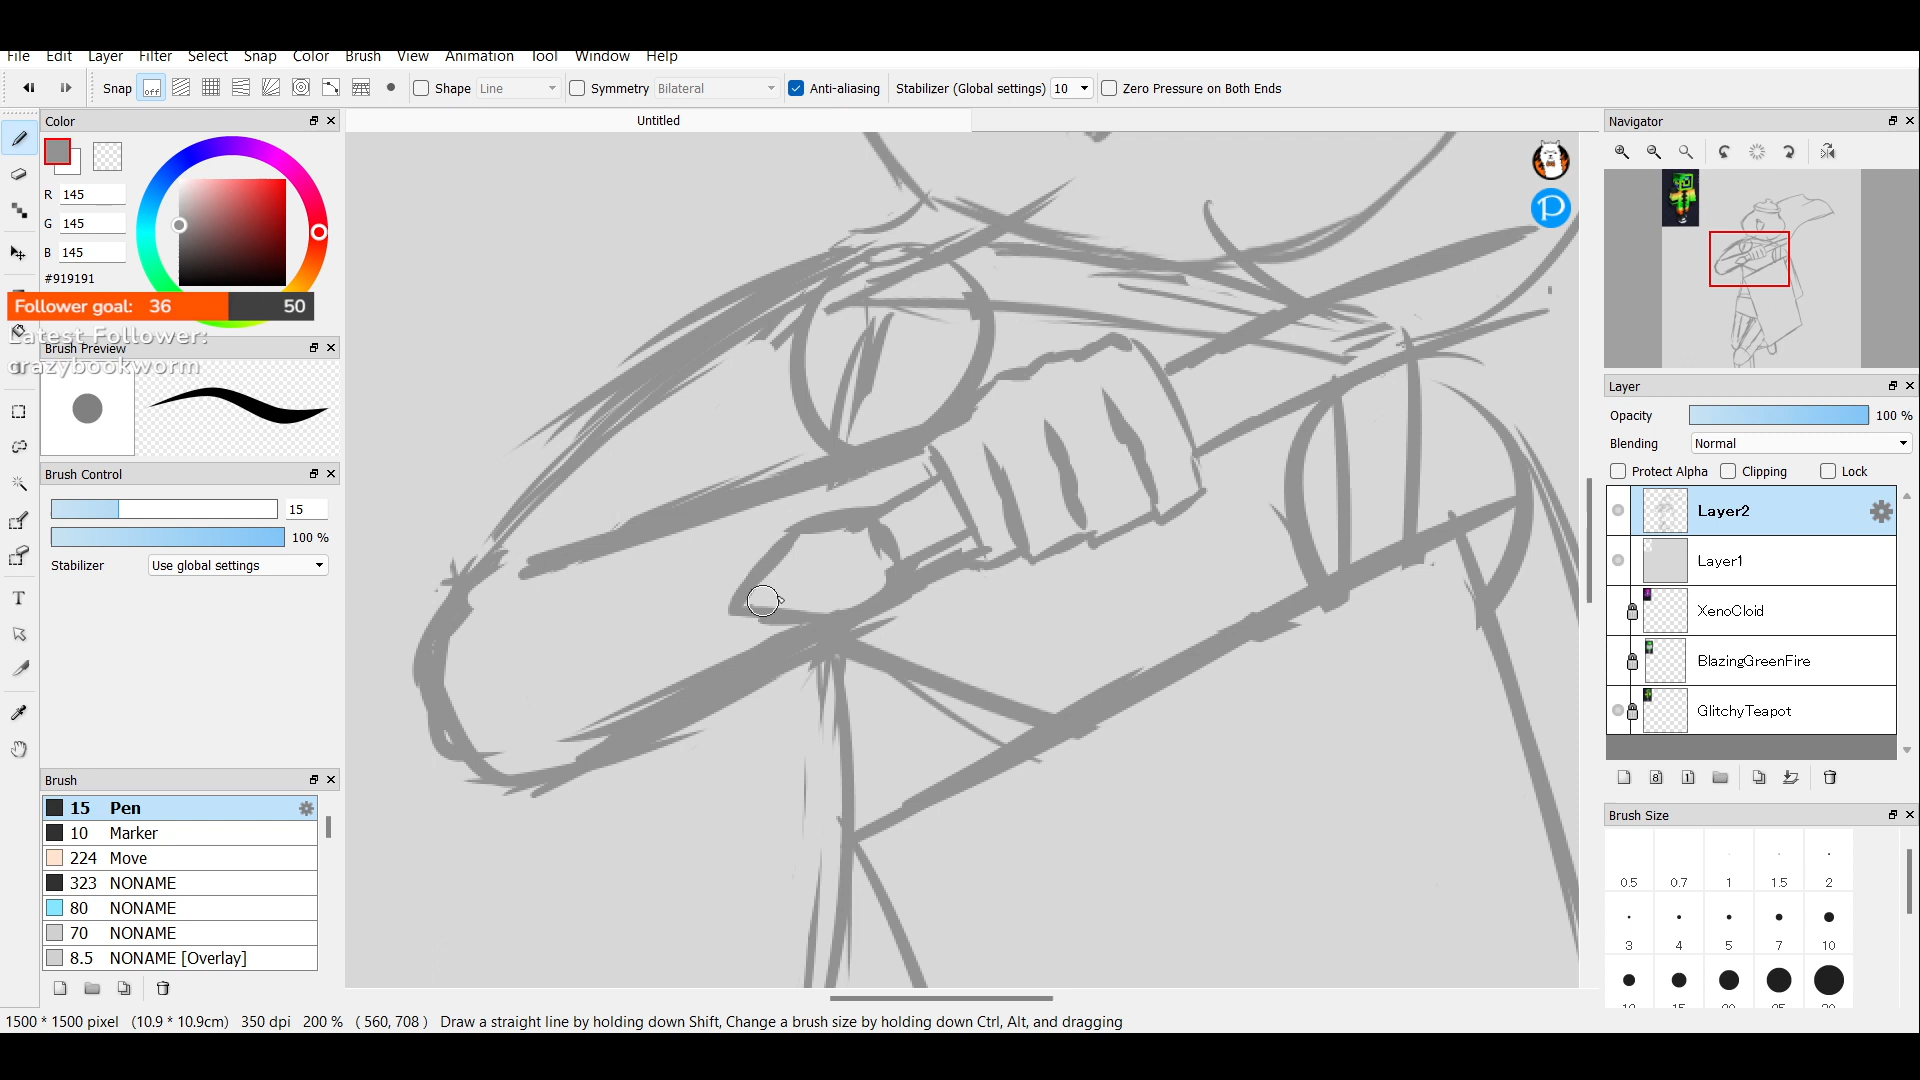 File Edit Layer Filter Select Snap Color Brush View Animation Tool Window Help
Snap off Shape Line Symmetry Bilateral Anti-aliasing Stabilizer (Global settings) 10 Zero Pressure on Both Ends
Color
Untitled
Navigator
R 145
G 145
B 145
#919191
Follower goal: 36 50
Latest Follower:
crazybookworm
Brush Preview
Brush Control
15
100 %
Stabilizer Use global settings
Brush
15 Pen
10 Marker
224 Move
323 NONAME
80 NONAME
70 NONAME
8.5 NONAME [Overlay]
Layer
Opacity 100 %
Blending Normal
Protect Alpha Clipping Lock
Layer2
Layer1
XenoCloid
BlazingGreenFire
GlitchyTeapot
Brush Size
0.5 0.7 1 1.5 2
3 4 5 7 10
1500 * 1500 pixel (10.9 * 10.9cm) 350 dpi 200 % ( 560, 708 ) Draw a straight line by holding down Shift, Change a brush size by holding down Ctrl, Alt, and dragging